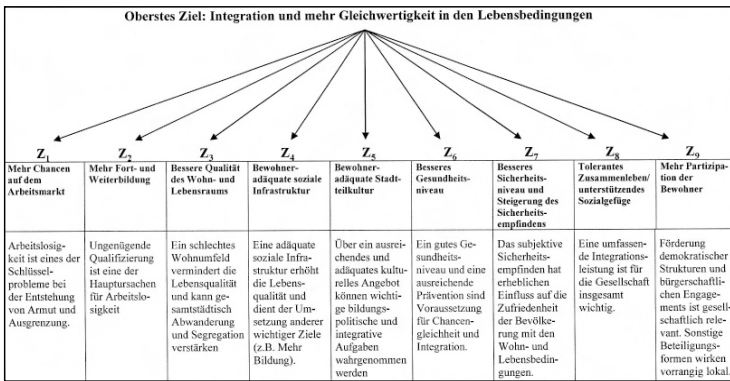 Oberstes Ziel: Integration und mehr Gleichwertigkeit in den Lebensbedingungen
Z1
Mehr Chancen
auf dem
Arbeitsmarkt
Arbeitslosig-
keit ist eines der
Schlüssel-
probleme bei
der Entstehung
von Armut und
Ausgrenzung.
Z2
Mehr Fort- und
Weiterbildung
Ungenügende
Qualifizierung
ist eine der
Hauptursachen
für Arbeitslo-
sigkeit
Z3
Bessere Qualität
des Wohn- und
Lebensraums
Ein schlechtes
Wohnumfeld
vermindert die
Lebensqualität
und kann ge-
samtstädtisch
Abwanderung
und Segregation
verstärken
Z4
Bewohner-
adäquate soziale
Infrastruktur
Eine adäquate
soziale Infra-
struktur erhöht
die Lebens-
qualität und
dient der Um-
setzung anderer
wichtiger Ziele
(z.B. Mehr
Bildung).
Z5
Bewohner-
adäquate Stadt-
teilkultur
Über ein ausrei-
chendes und
adäquates kultu-
relles Angebot
können wichti-
ge bildungs-
politische und
integrative
Aufgaben
wahrgenommen
werden
Z6
Besseres
Gesundheits-
niveau
Ein gutes Ge-
sundheits-
niveau und eine
ausreichende
Prävention sind
Voraussetzung
für Chancen-
gleichheit und
Integration.
Z7
Besseres
Sicherheits-
niveau und
Steigerung des
Sicherheits-
empfindens
Das subjektive
Sicherheits-
empfinden hat
erheblichen
Einfluss auf die
Zufriedenheit
der Bevölke-
rung mit den
Wohn- und
Lebensbedin-
gungen.
Z8
Tolerantes
Zusammenleben/
unterstützendes
Sozialgefüge
Eine umfassen-
de Integrations-
leistung ist für
die Gesellschaft
insgesamt
wichtig.
Z9
Mehr Partizipa-
tion der
Bewohner
Förderung
demokratischer
Strukturen und
bürgerschaftli-
chen Engage-
ments ist gesell-
schaftlich rele-
vant. Sonstige
Beteiligungs-
formen wirken
vorrangig lokal.